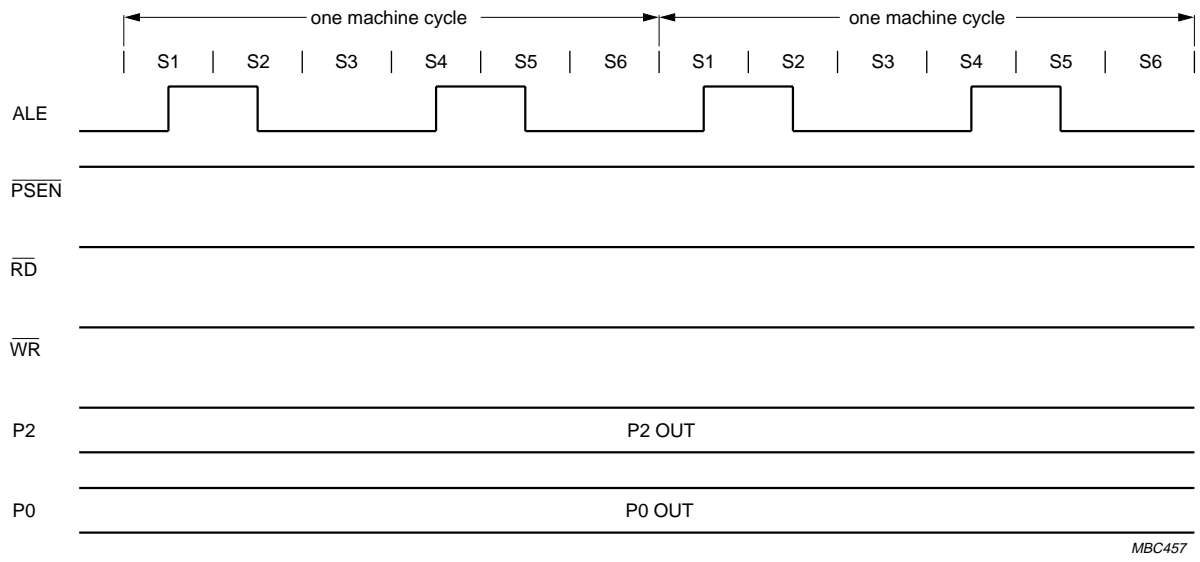 one machine cycle one machine cycle
S1 S2 S3 S4 S5 S6 S1 S2 S3 S4 S5 S6
ALE
PSEN
RD
WR
P2 P2 OUT
P0 P0 OUT
MBC457